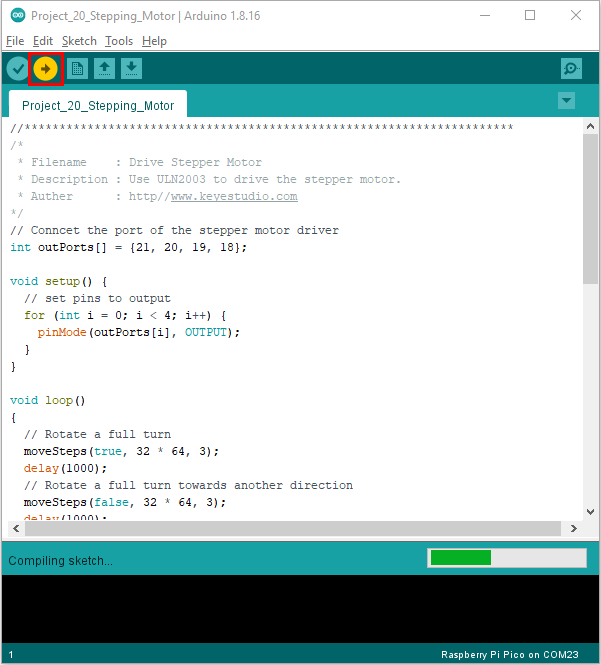 Project_20_Stepping_Motor | Arduino 1.8.16
File Edit Sketch Tools Help
Project_20_Stepping_Motor
//**********************************************************************
/*
 * Filename    : Drive Stepper Motor
 * Description : Use ULN2003 to drive the stepper motor.
 * Auther      : http//www.keyestudio.com
*/
// Conncet the port of the stepper motor driver
int outPorts[] = {21, 20, 19, 18};
void setup() {
  // set pins to output
  for (int i = 0; i < 4; i++) {
    pinMode(outPorts[i], OUTPUT);
  }
}
void loop()
{
  // Rotate a full turn
  moveSteps(true, 32 * 64, 3);
  delay(1000);
  // Rotate a full turn towards another direction
  moveSteps(false, 32 * 64, 3);
  delay(1000);
Compiling sketch...
1 Raspberry Pi Pico on COM23